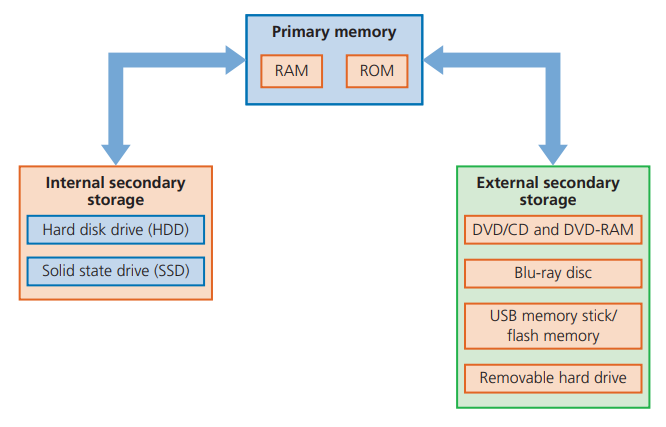 Primary memory
RAM
ROM
Internal secondary
storage
Hard disk drive (HDD)
Solid state drive (SSD)
External secondary
storage
DVD/CD and DVD-RAM
Blu-ray disc
USB memory stick/
flash memory
Removable hard drive